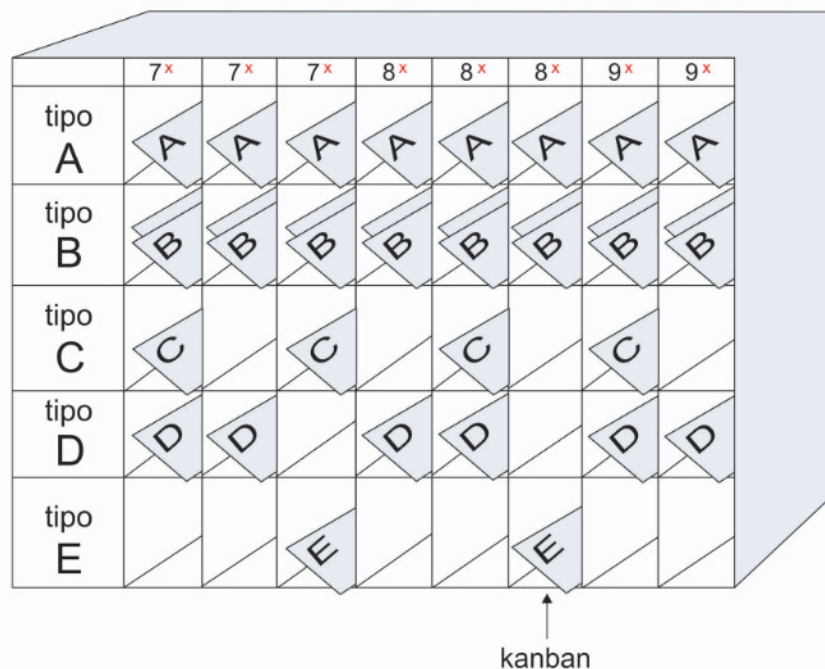 7x 7x 7x 8x 8x 8x 9x 9x
tipo
A
A A A A A A A A
tipo
B
B B B B B B B B
tipo
C
C C C C
tipo
D
D D D D D D
tipo
E
E E
kanban